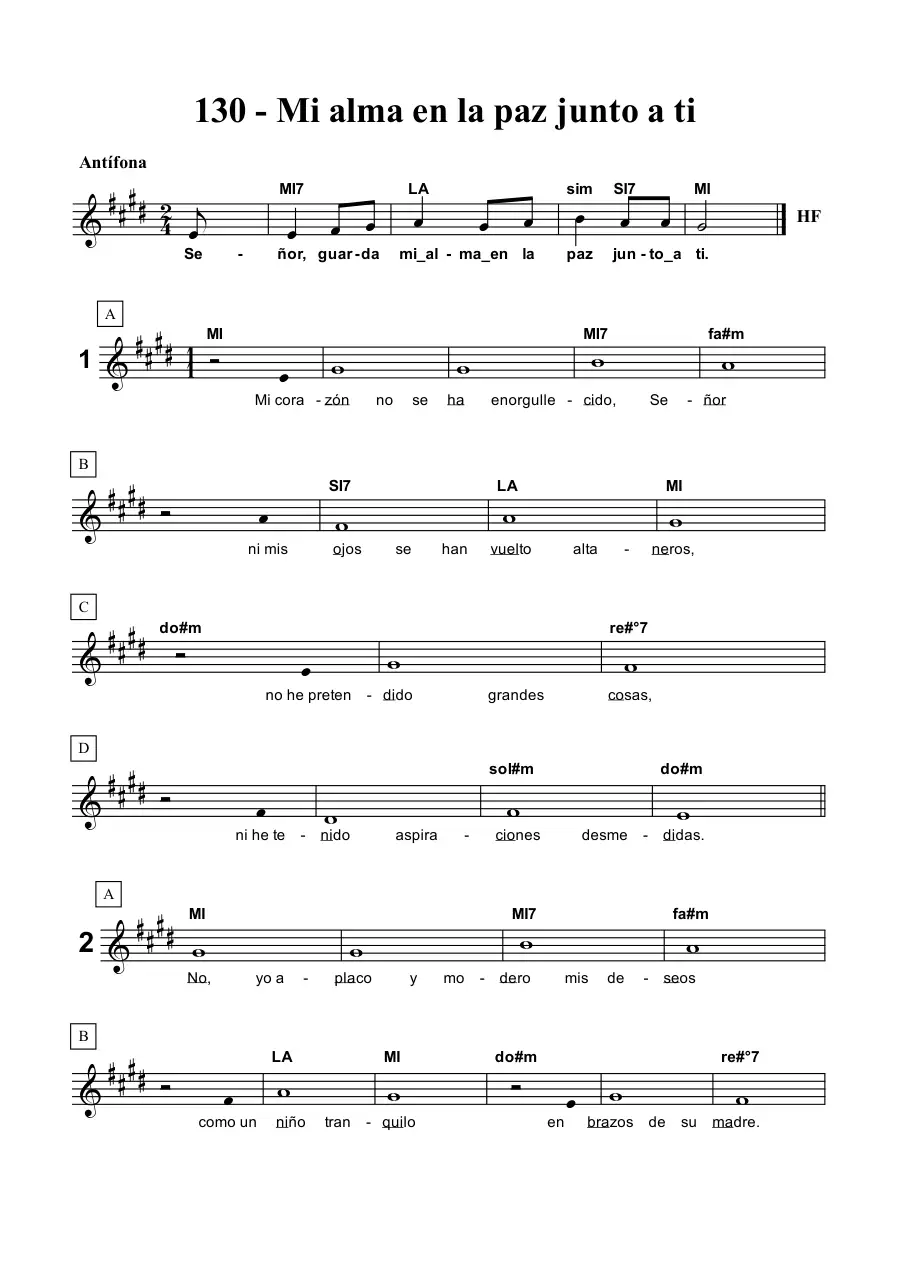 130 - Mi alma en la paz junto a ti
Antífona
MI7 LA sim SI7 MI
2
4
HF
Se - ñor, guar-da mi_al - ma_en la paz jun - to_a ti.
A
MI MI7 fa#m
1
1
Mi cora - zón no se ha enorgulle - cido, Se - ñor
B
SI7 LA MI
ni mis ojos se han vuelto alta - neros,
C
do#m re#°7
no he preten - dido grandes cosas,
D
sol#m do#m
ni he te - nido aspira - ciones desme - didas.
A
MI MI7 fa#m
2
No, yo a - placo y mo - dero mis de - seos
B
LA MI do#m re#°7
como un niño tran - quilo en brazos de su madre.